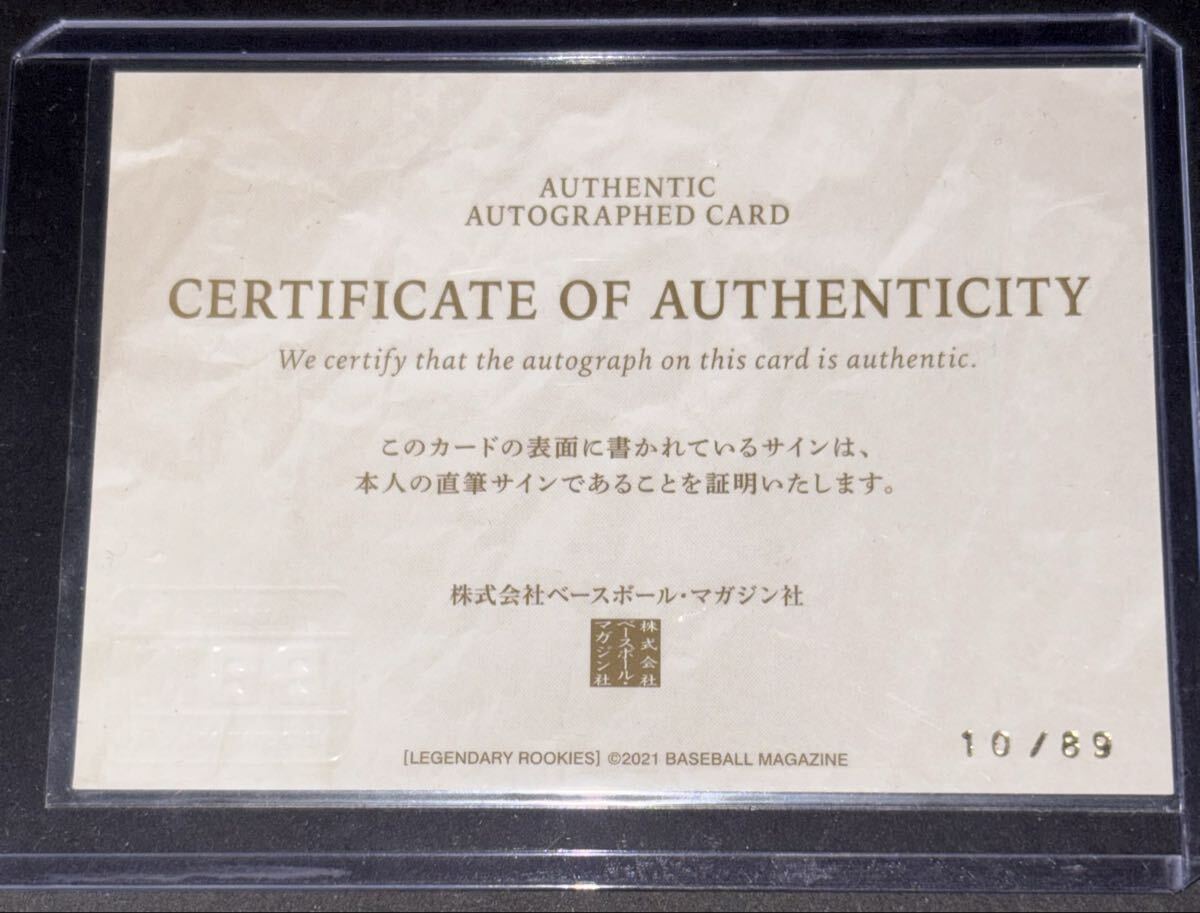 AUTHENTIC
AUTOGRAPHED CARD
CERTIFICATE OF AUTHENTICITY
We certify that the autograph on this card is authentic.
このカードの表面に書かれているサインは、
本人の直筆サインであることを証明いたします。
株式会社ベースボール・マガジン社
株式会社
ベースボール・
マガジン社
[LEGENDARY ROOKIES] ©2021 BASEBALL MAGAZINE
10/89